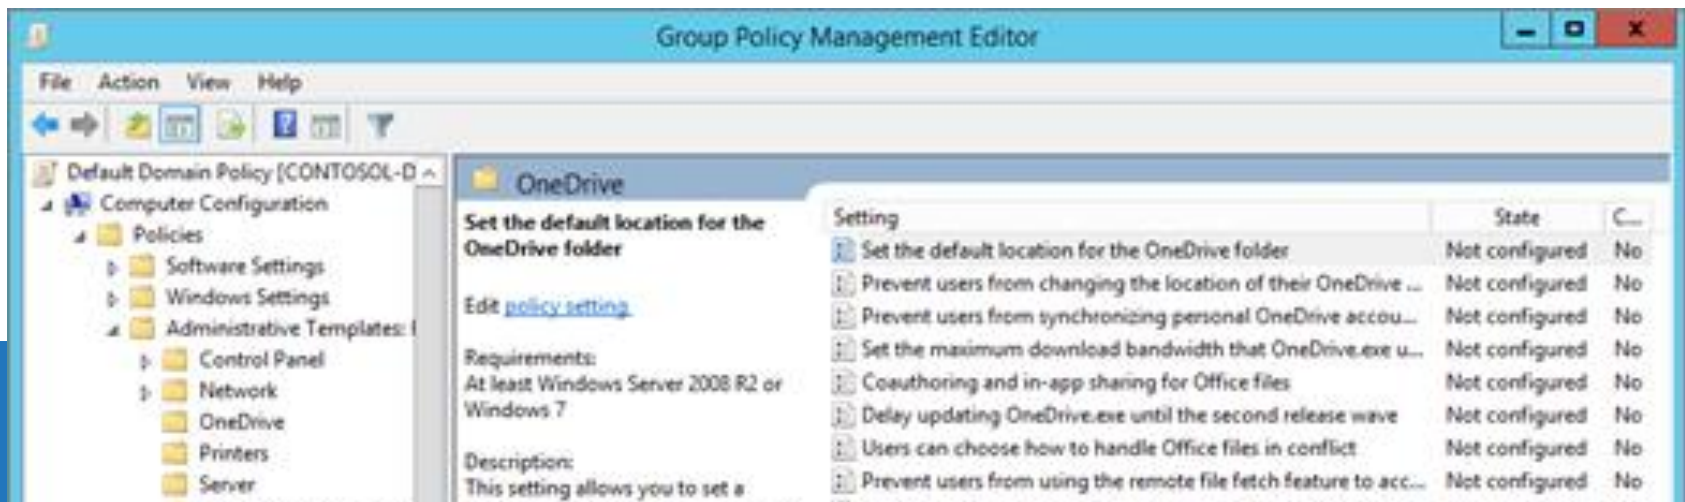 Group Policy Management Editor
File Action View Help
Default Domain Policy [CONTOSOL-D
Computer Configuration
Policies
Software Settings
Windows Settings
Administrative Templates:
Control Panel
Network
OneDrive
Printers
Server
OneDrive
Set the default location for the
OneDrive folder
Edit policy setting
Requirements:
At least Windows Server 2008 R2 or
Windows 7
Description:
This setting allows you to set a
Setting State C...
Set the default location for the OneDrive folder Not configured No
Prevent users from changing the location of their OneDrive ... Not configured No
Prevent users from synchronizing personal OneDrive accou... Not configured No
Set the maximum download bandwidth that OneDrive.exe u... Not configured No
Coauthoring and in-app sharing for Office files Not configured No
Delay updating OneDrive.exe until the second release wave Not configured No
Users can choose how to handle Office files in conflict Not configured No
Prevent users from using the remote file fetch feature to acc... Not configured No